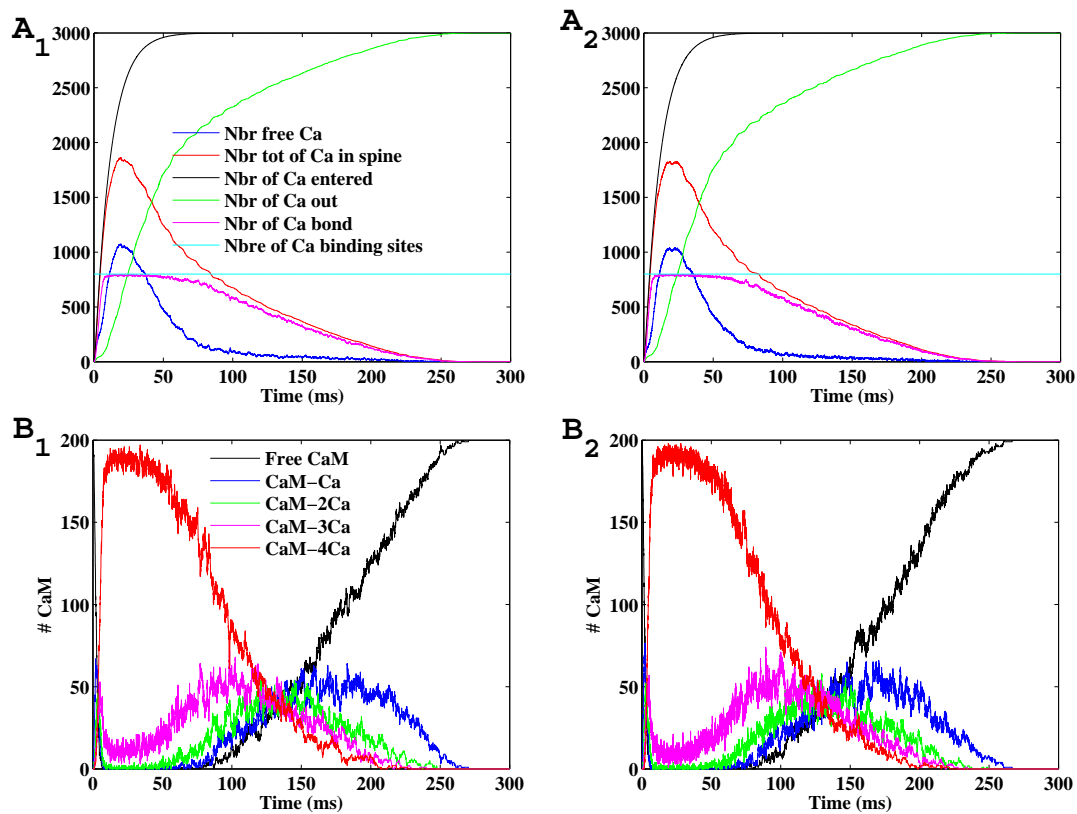 A1
3000
2500
2000
1500
1000
500
0
Nbr free Ca
Nbr tot of Ca in spine
Nbr of Ca entered
Nbr of Ca out
Nbr of Ca bond
Nbre of Ca binding sites
0 50 100 150 200 250 300
Time (ms)
A2
3000
2500
2000
1500
1000
500
0
0 50 100 150 200 250 300
Time (ms)
B1
200
150
100
50
0
# CaM
Free CaM
CaM−Ca
CaM−2Ca
CaM−3Ca
CaM−4Ca
0 50 100 150 200 250 300
Time (ms)
B2
200
150
100
50
0
# CaM
0 50 100 150 200 250 300
Time (ms)